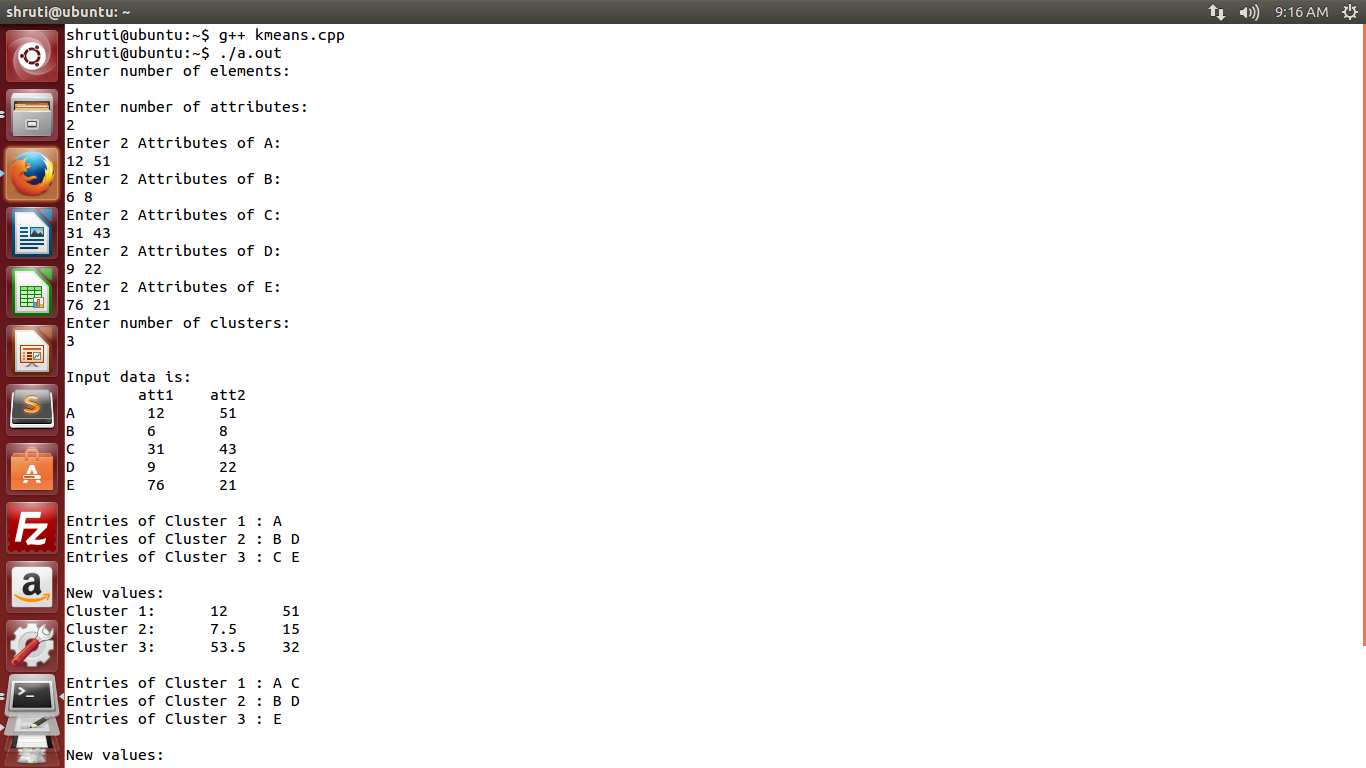 shruti@ubuntu: ~
9:16 AM
shruti@ubuntu:~$ g++ kmeans.cpp
shruti@ubuntu:~$ ./a.out
Enter number of elements:
5
Enter number of attributes:
2
Enter 2 Attributes of A:
12 51
Enter 2 Attributes of B:
6 8
Enter 2 Attributes of C:
31 43
Enter 2 Attributes of D:
9 22
Enter 2 Attributes of E:
76 21
Enter number of clusters:
3
Input data is:
att1 att2
A 12 51
B 6 8
C 31 43
D 9 22
E 76 21
Entries of Cluster 1 : A
Entries of Cluster 2 : B D
Entries of Cluster 3 : C E
New values:
Cluster 1: 12 51
Cluster 2: 7.5 15
Cluster 3: 53.5 32
Entries of Cluster 1 : A C
Entries of Cluster 2 : B D
Entries of Cluster 3 : E
New values:
S
A
Fz
a
>_